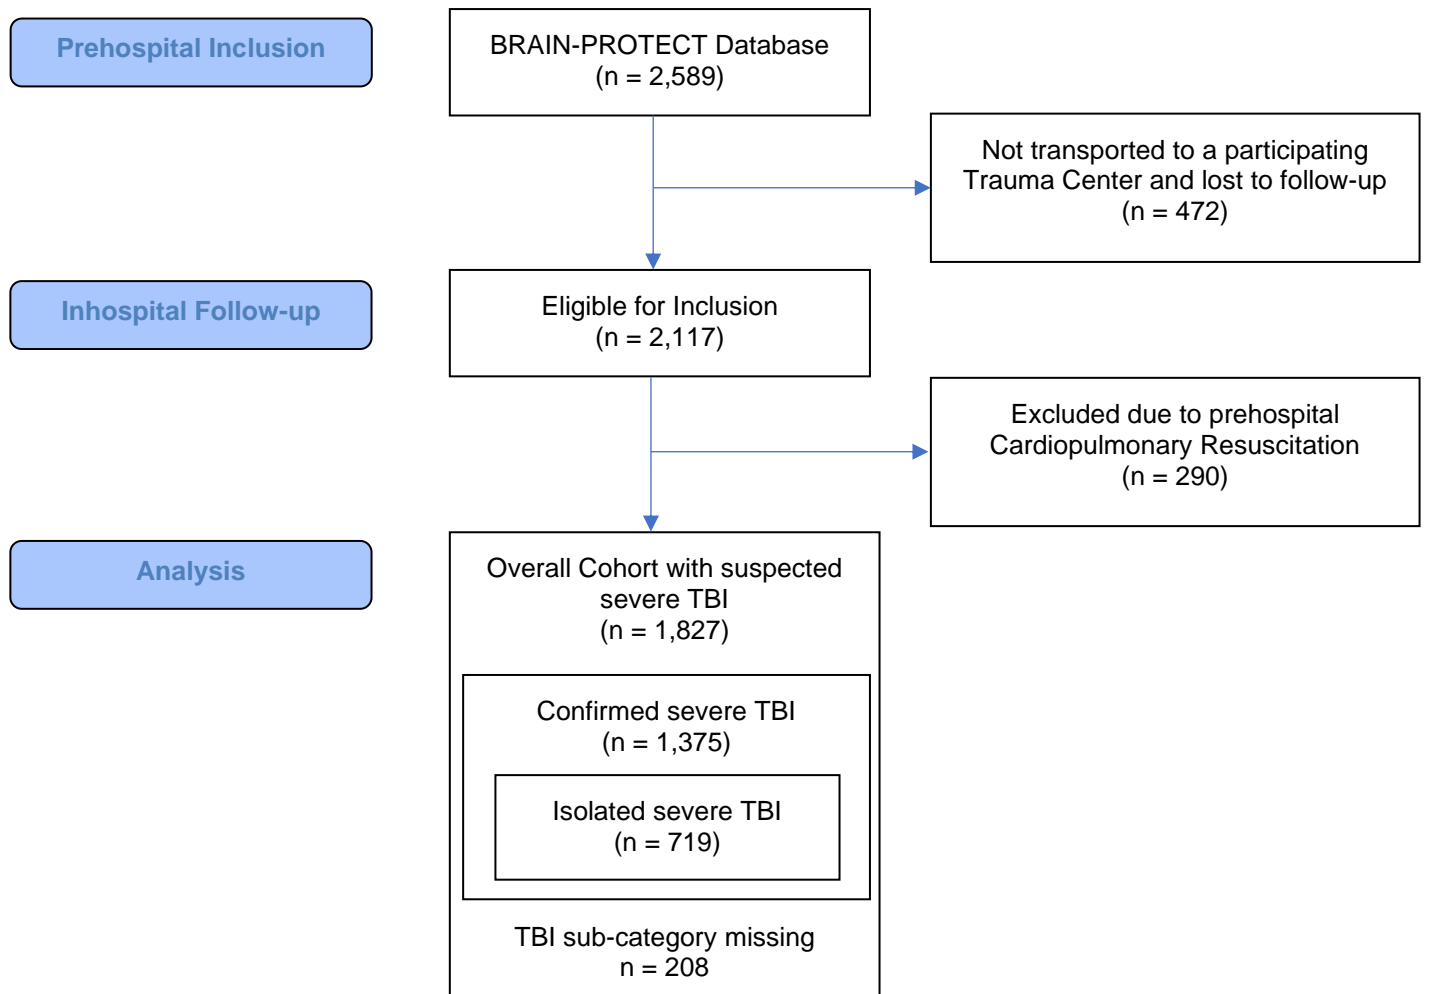 Prehospital Inclusion
BRAIN-PROTECT Database
(n = 2,589)
Not transported to a participating
Trauma Center and lost to follow-up
(n = 472)
Inhospital Follow-up
Eligible for Inclusion
(n = 2,117)
Excluded due to prehospital
Cardiopulmonary Resuscitation
(n = 290)
Analysis
Overall Cohort with suspected
severe TBI
(n = 1,827)
Confirmed severe TBI
(n = 1,375)
Isolated severe TBI
(n = 719)
TBI sub-category missing
n = 208